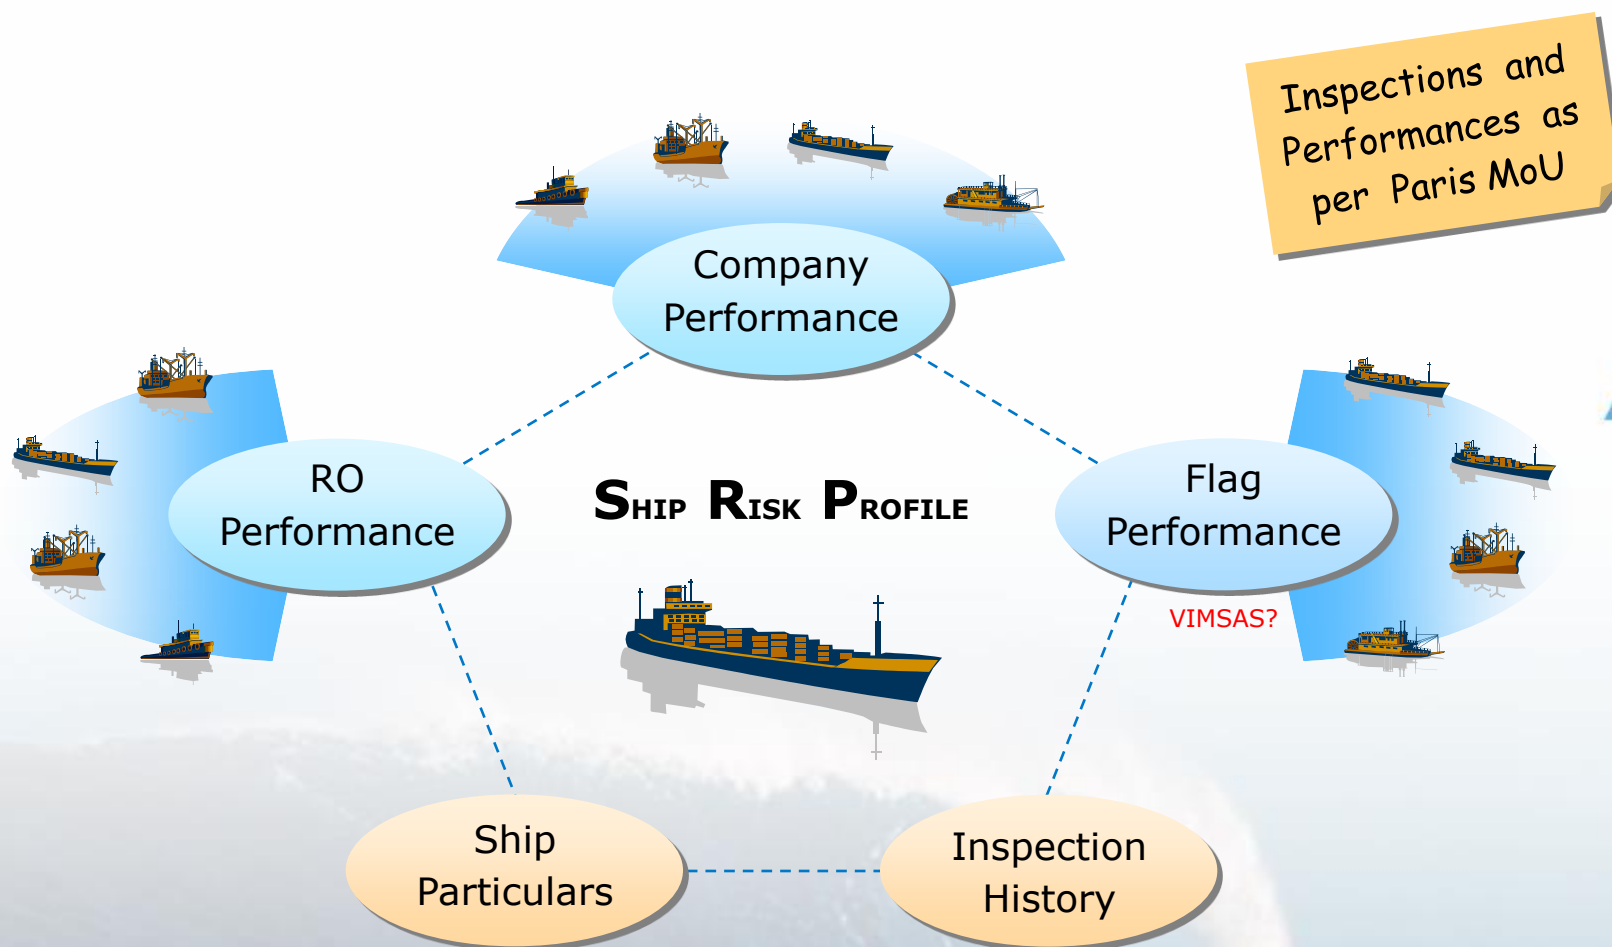 Inspections and
Performances as
per Paris MoU
Company
Performance
RO
Performance
SHIP RISK PROFILE
Flag
Performance
VIMSAS?
Ship
Particulars
Inspection
History